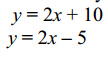 y = 2x + 10
y = 2x − 5